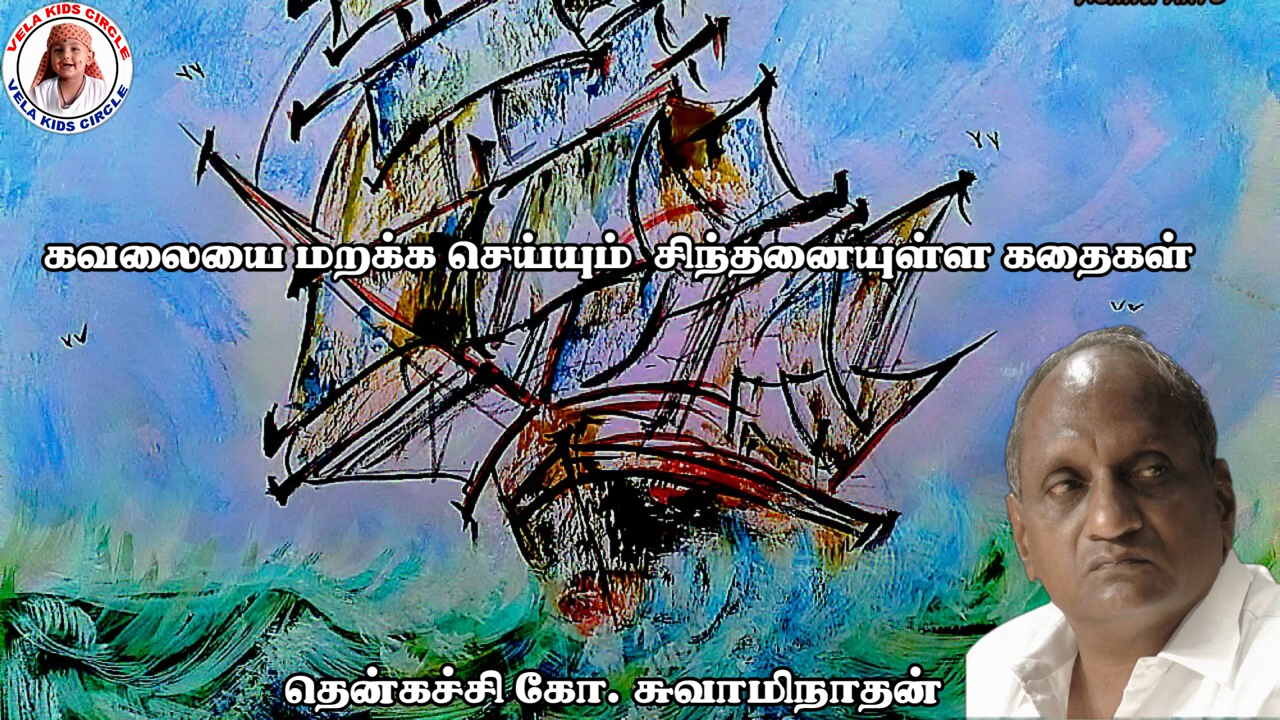 VELA KIDS CIRCLE
VELA KIDS CIRCLE
கவலையை மறக்க செய்யும் சிந்தனையுள்ள கதைகள்
தென்கச்சி கோ. சுவாமிநாதன்